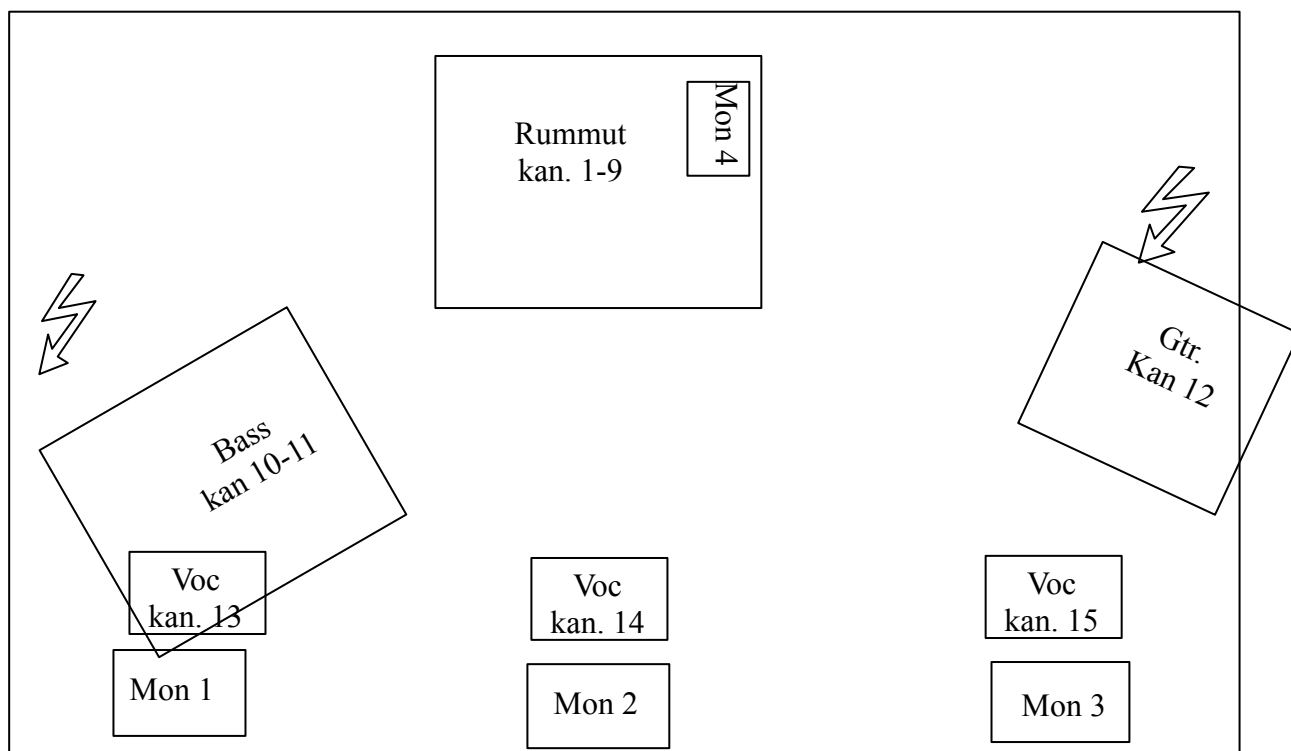 Rummut
kan. 1-9
Mon 4
Gtr.
Kan 12
Bass
kan 10-11
Voc
kan. 13
Voc
kan. 14
Voc
kan. 15
Mon 1
Mon 2
Mon 3